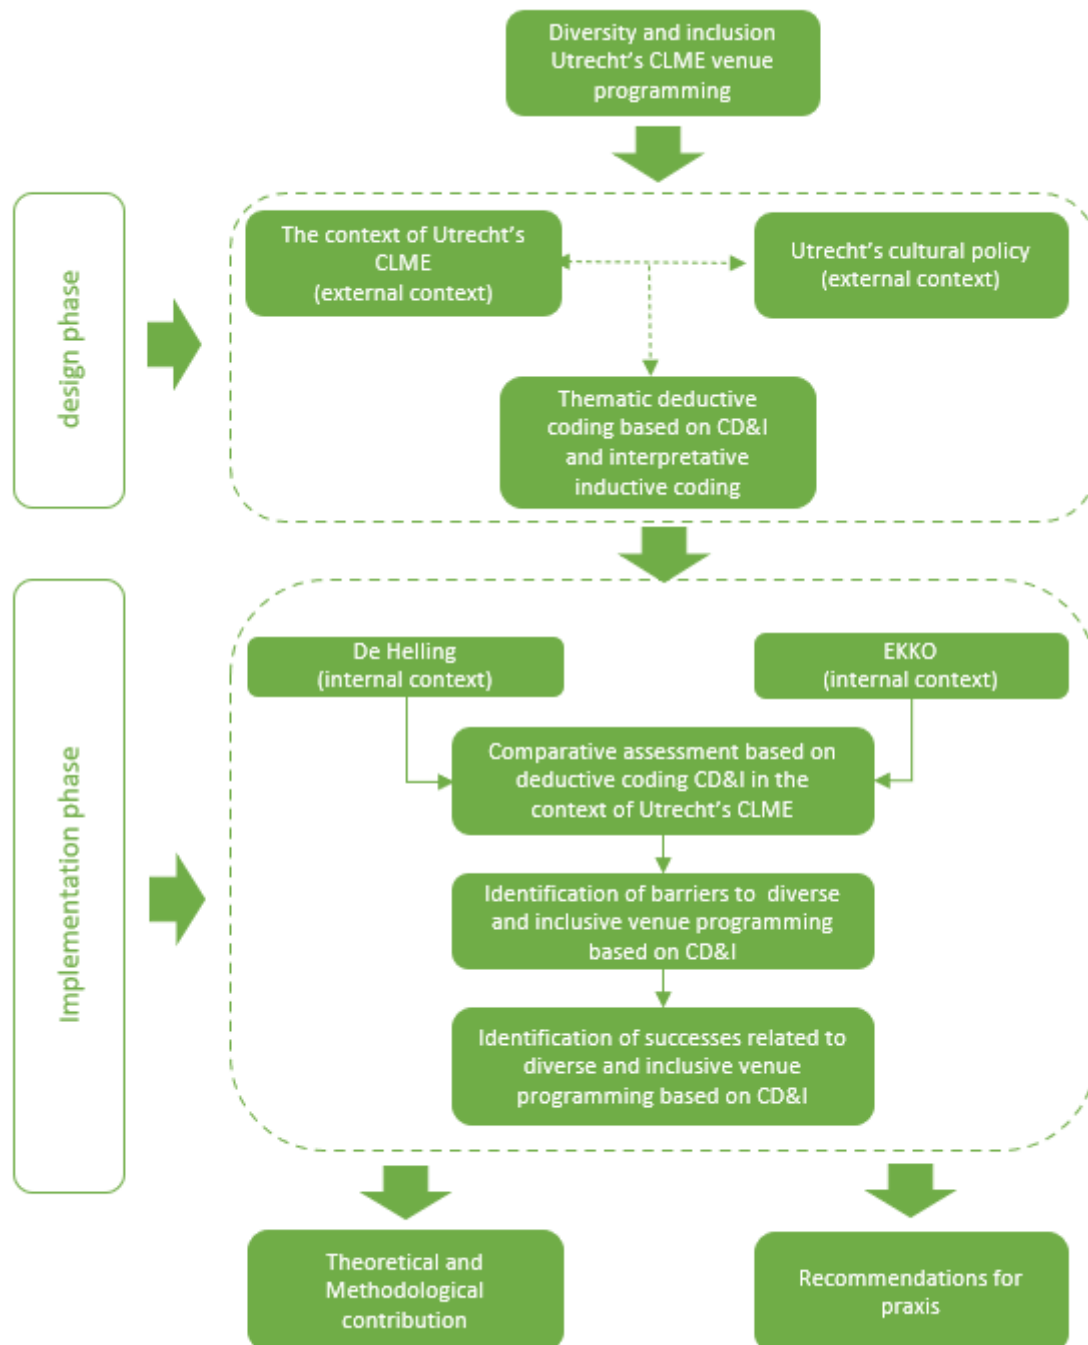 Diversity and inclusion
Utrecht's CLME venue
programming
design phase
The context of Utrecht's
CLME
(external context)
Utrecht's cultural policy
(external context)
Thematic deductive
coding based on CD&I
and interpretative
inductive coding
Implementation phase
De Helling
(internal context)
EKKO
(internal context)
Comparative assessment based on
deductive coding CD&I in the
context of Utrecht's CLME
Identification of barriers to diverse
and inclusive venue programming
based on CD&I
Identification of successes related to
diverse and inclusive venue
programming based on CD&I
Theoretical and
Methodological
contribution
Recommendations for
praxis